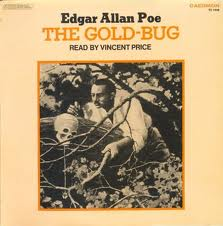 CAEDMON
Edgar Allan Poe
THE GOLD-BUG
READ BY VINCENT PRICE